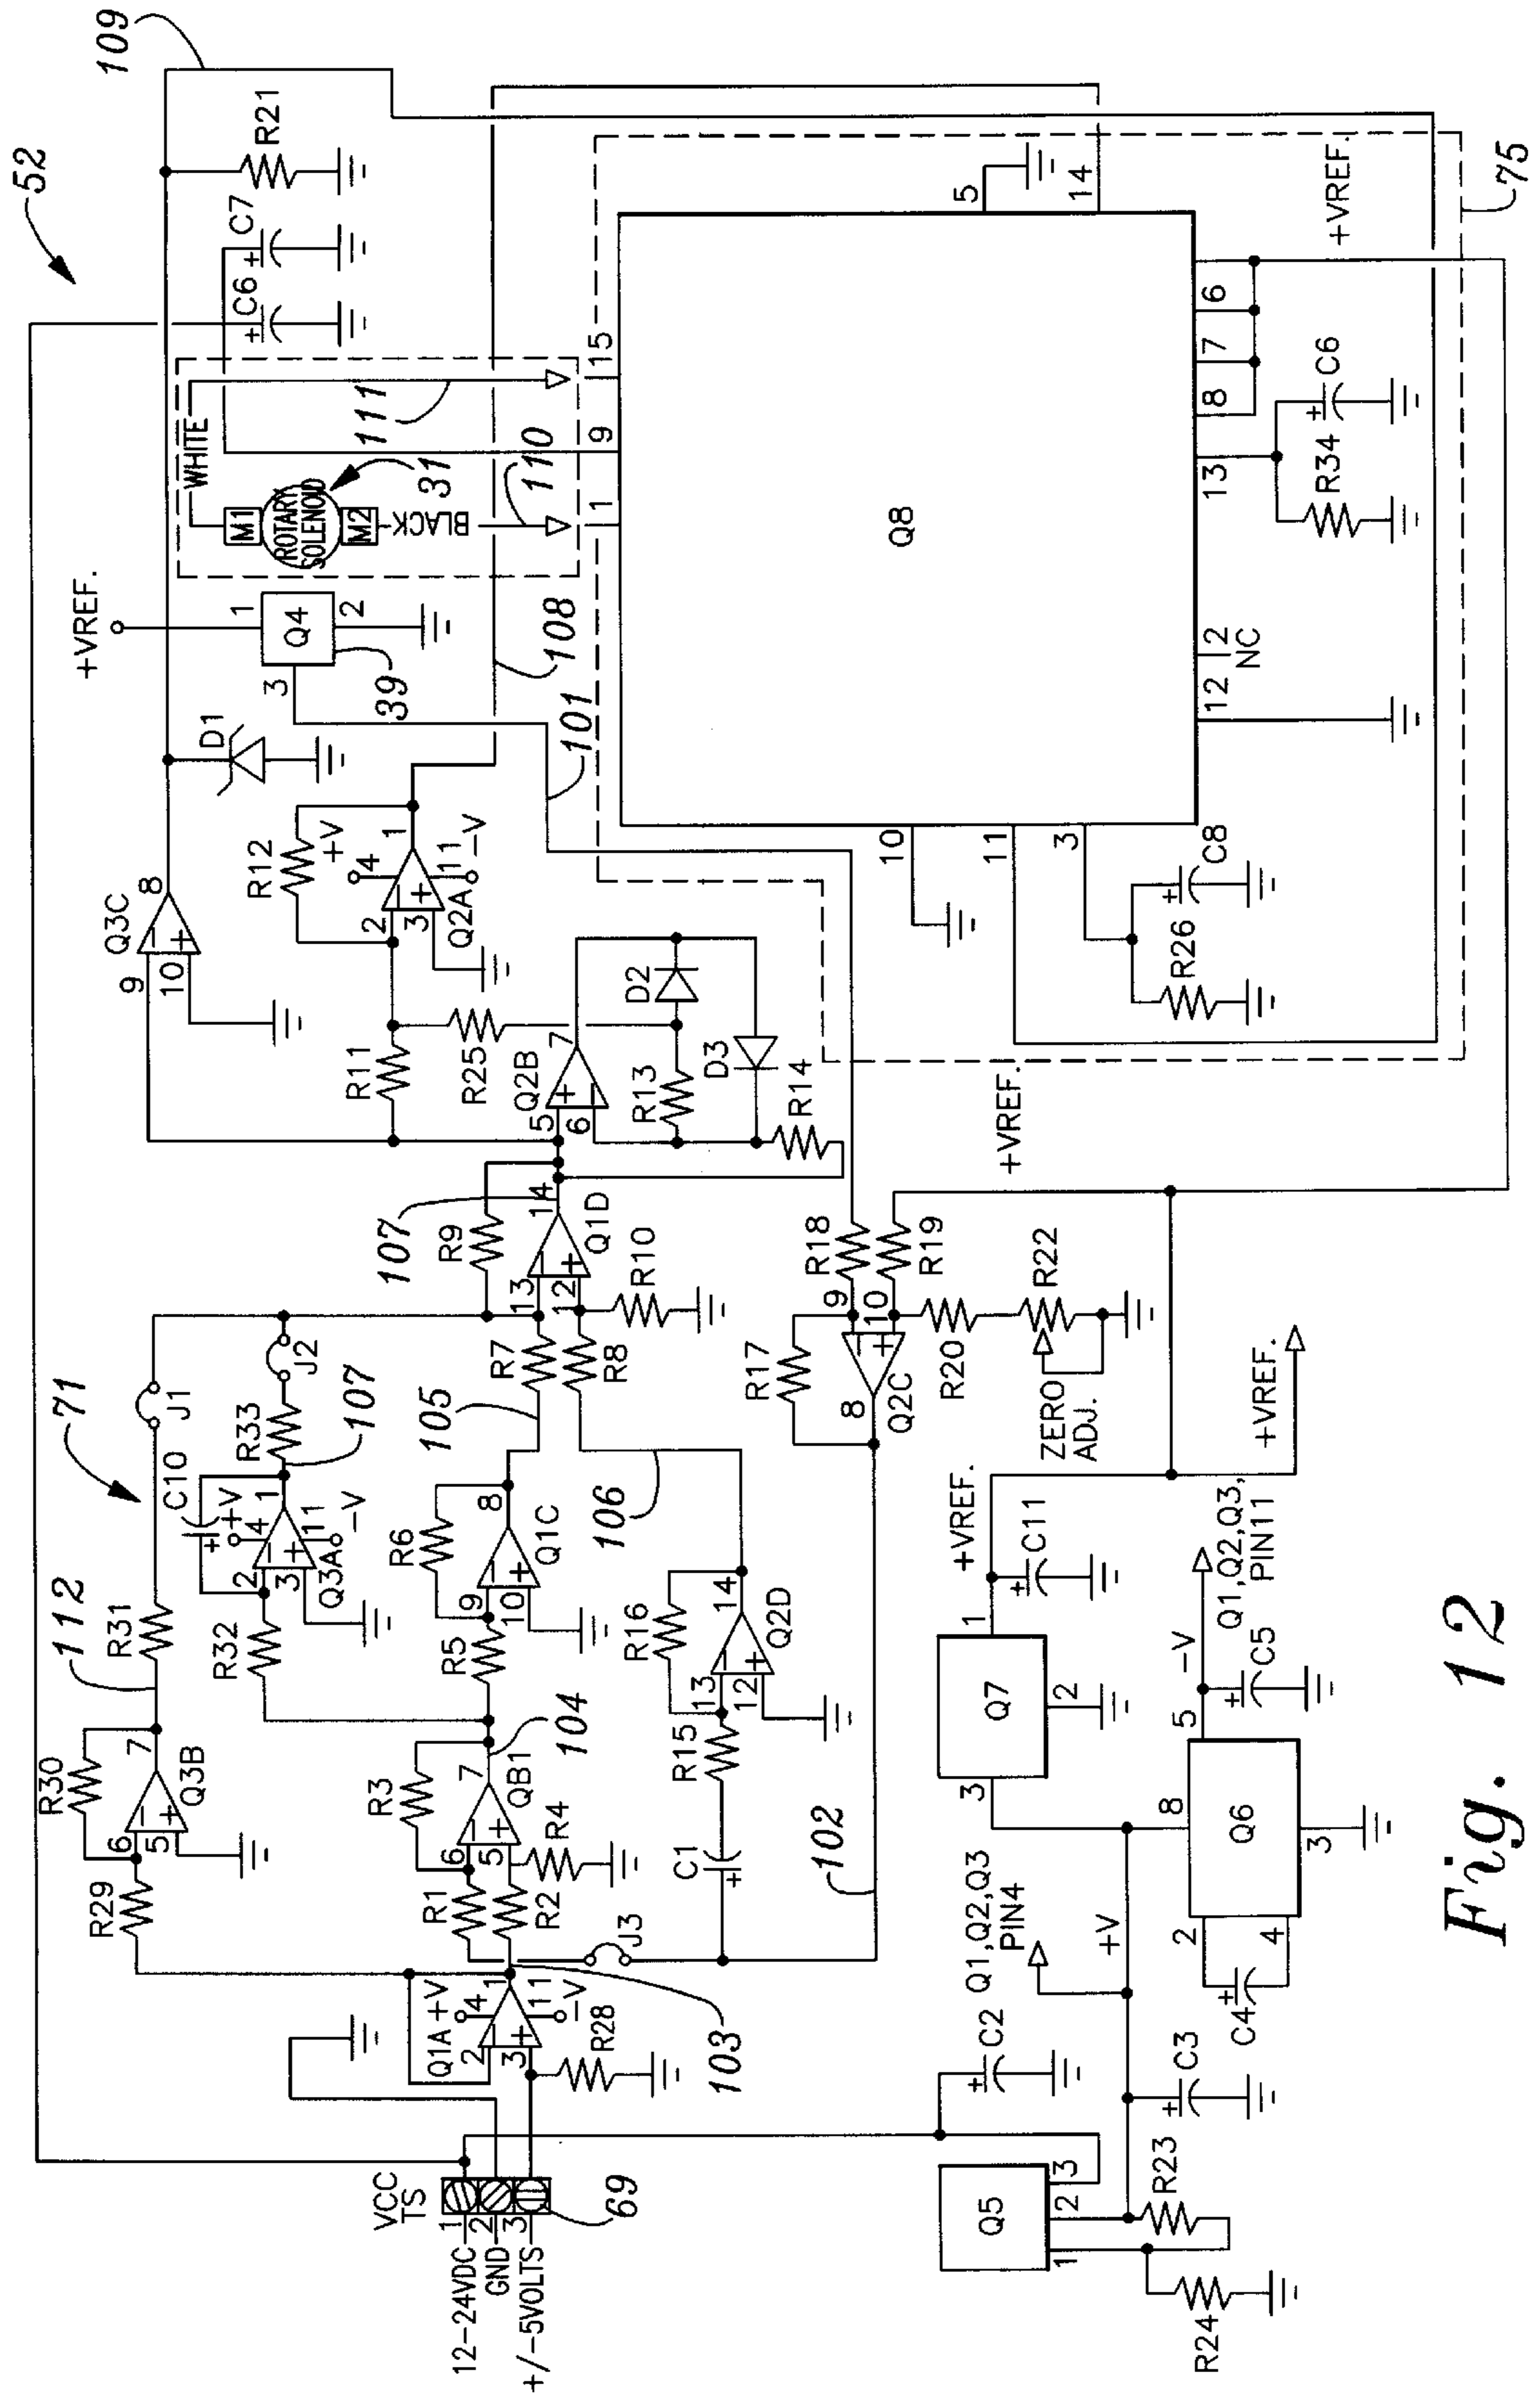 52
109
R21
C7
+
C6
+
WHITE
111
M1
ROTARY
SOLENOID
M2
31
BLACK
110
+VREF.
1
Q4
2
3
39
D1
Q3C
8
9
10
−
+
R12
+V
4
1
2
3
−
+
11
−V
Q2A
108
101
R11
R25
Q2B
7
5
6
+
−
D2
R13
D3
R14
15
9
1
Q8
5
14
6
7
8
13
+VREF.
75
R34
+
C6
2
NC
12
10
11
3
+
C8
R26
+VREF.
71
J1
J2
R33
107
C10
+
+V
4
1
11
−V
2
3
−
+
Q3A
R32
112
R31
R30
7
Q3B
6
5
−
+
R29
107
R9
14
Q1D
13
12
−
+
R10
R7
R8
105
106
R6
8
Q1C
9
10
−
+
R5
R16
14
Q2D
13
12
−
+
R15
C1
+
104
R3
7
QB1
6
5
−
+
R4
R1
R2
J3
103
102
R18
R19
9
10
−
+
R17
8
Q2C
R20
R22
ZERO
ADJ.
VCC
TS
1
2
3
12−24VDC
GND
+/−5VOLTS
69
Q1A
+V
4
1
11
−V
2
3
−
+
R28
+VREF.
+VREF.
1
+
C11
Q7
2
3
−V
Q1,Q2,Q3,
PIN11
5
+
C5
8
Q6
3
2
4
+
C4
Q1,Q2,Q3
PIN4
+V
+
C2
+
C3
Q5
3
2
1
R23
R24
Fig. 12